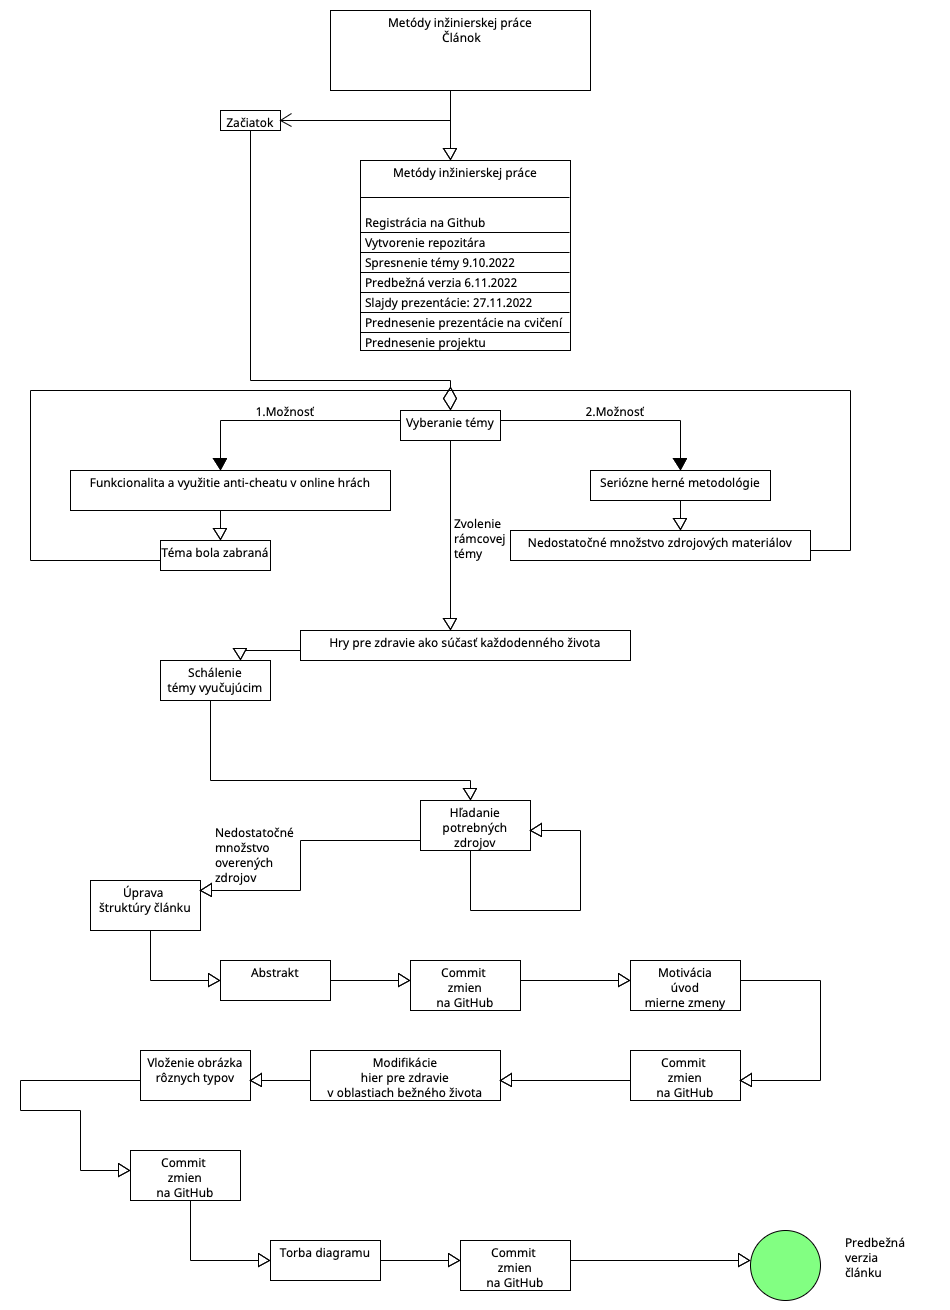 Metódy inžinierskej práce
Článok
Začiatok
Metódy inžinierskej práce
Registrácia na Github
Vytvorenie repozitára
Spresnenie témy 9.10.2022
Predbežná verzia 6.11.2022
Slajdy prezentácie: 27.11.2022
Prednesenie prezentácie na cvičení
Prednesenie projektu
1.Možnosť
Vyberanie témy
2.Možnosť
Funkcionalita a využitie anti-cheatu v online hrách
Seriózne herné metodológie
Téma bola zabraná
Zvolenie
rámcovej
témy
Nedostatočné množstvo zdrojových materiálov
Hry pre zdravie ako súčasť každodenného života
Schálenie
témy vyučujúcim
Hľadanie
potrebných
zdrojov
Nedostatočné
množstvo
overených
zdrojov
Úprava
štruktúry článku
Abstrakt
Commit
zmien
na GitHub
Motivácia
úvod
mierne zmeny
Vloženie obrázka
rôznych typov
Modifikácie
hier pre zdravie
v oblastiach bežného života
Commit
zmien
na GitHub
Commit
zmien
na GitHub
Torba diagramu
Commit
zmien
na GitHub
Predbežná
verzia
článku